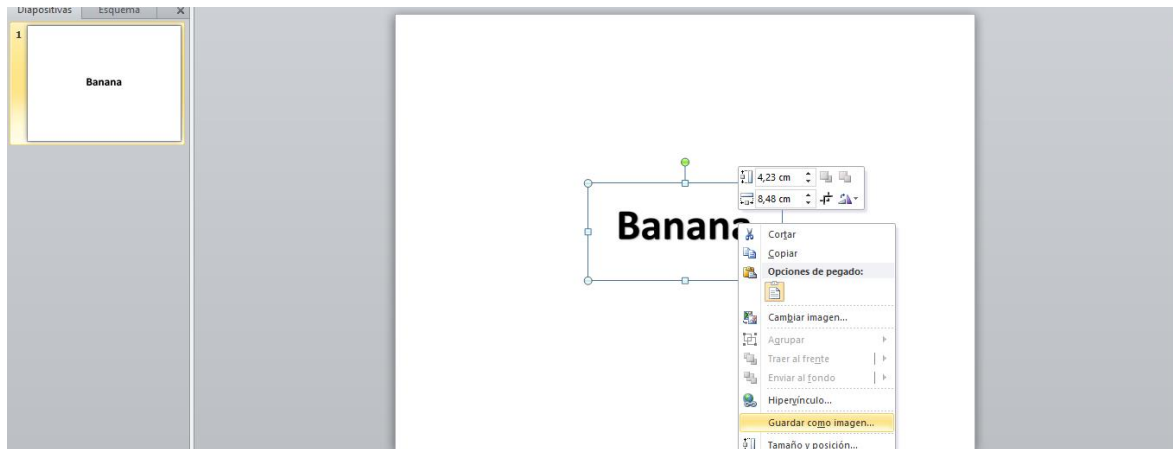 Diapositivas Esquema
1
Banana
4,23 cm
8,48 cm
Banana
Cortar
Copiar
Opciones de pegado:
Cambiar imagen...
Agrupar
Traer al frente
Enviar al fondo
Hipervínculo...
Guardar como imagen...
Tamaño y posición...